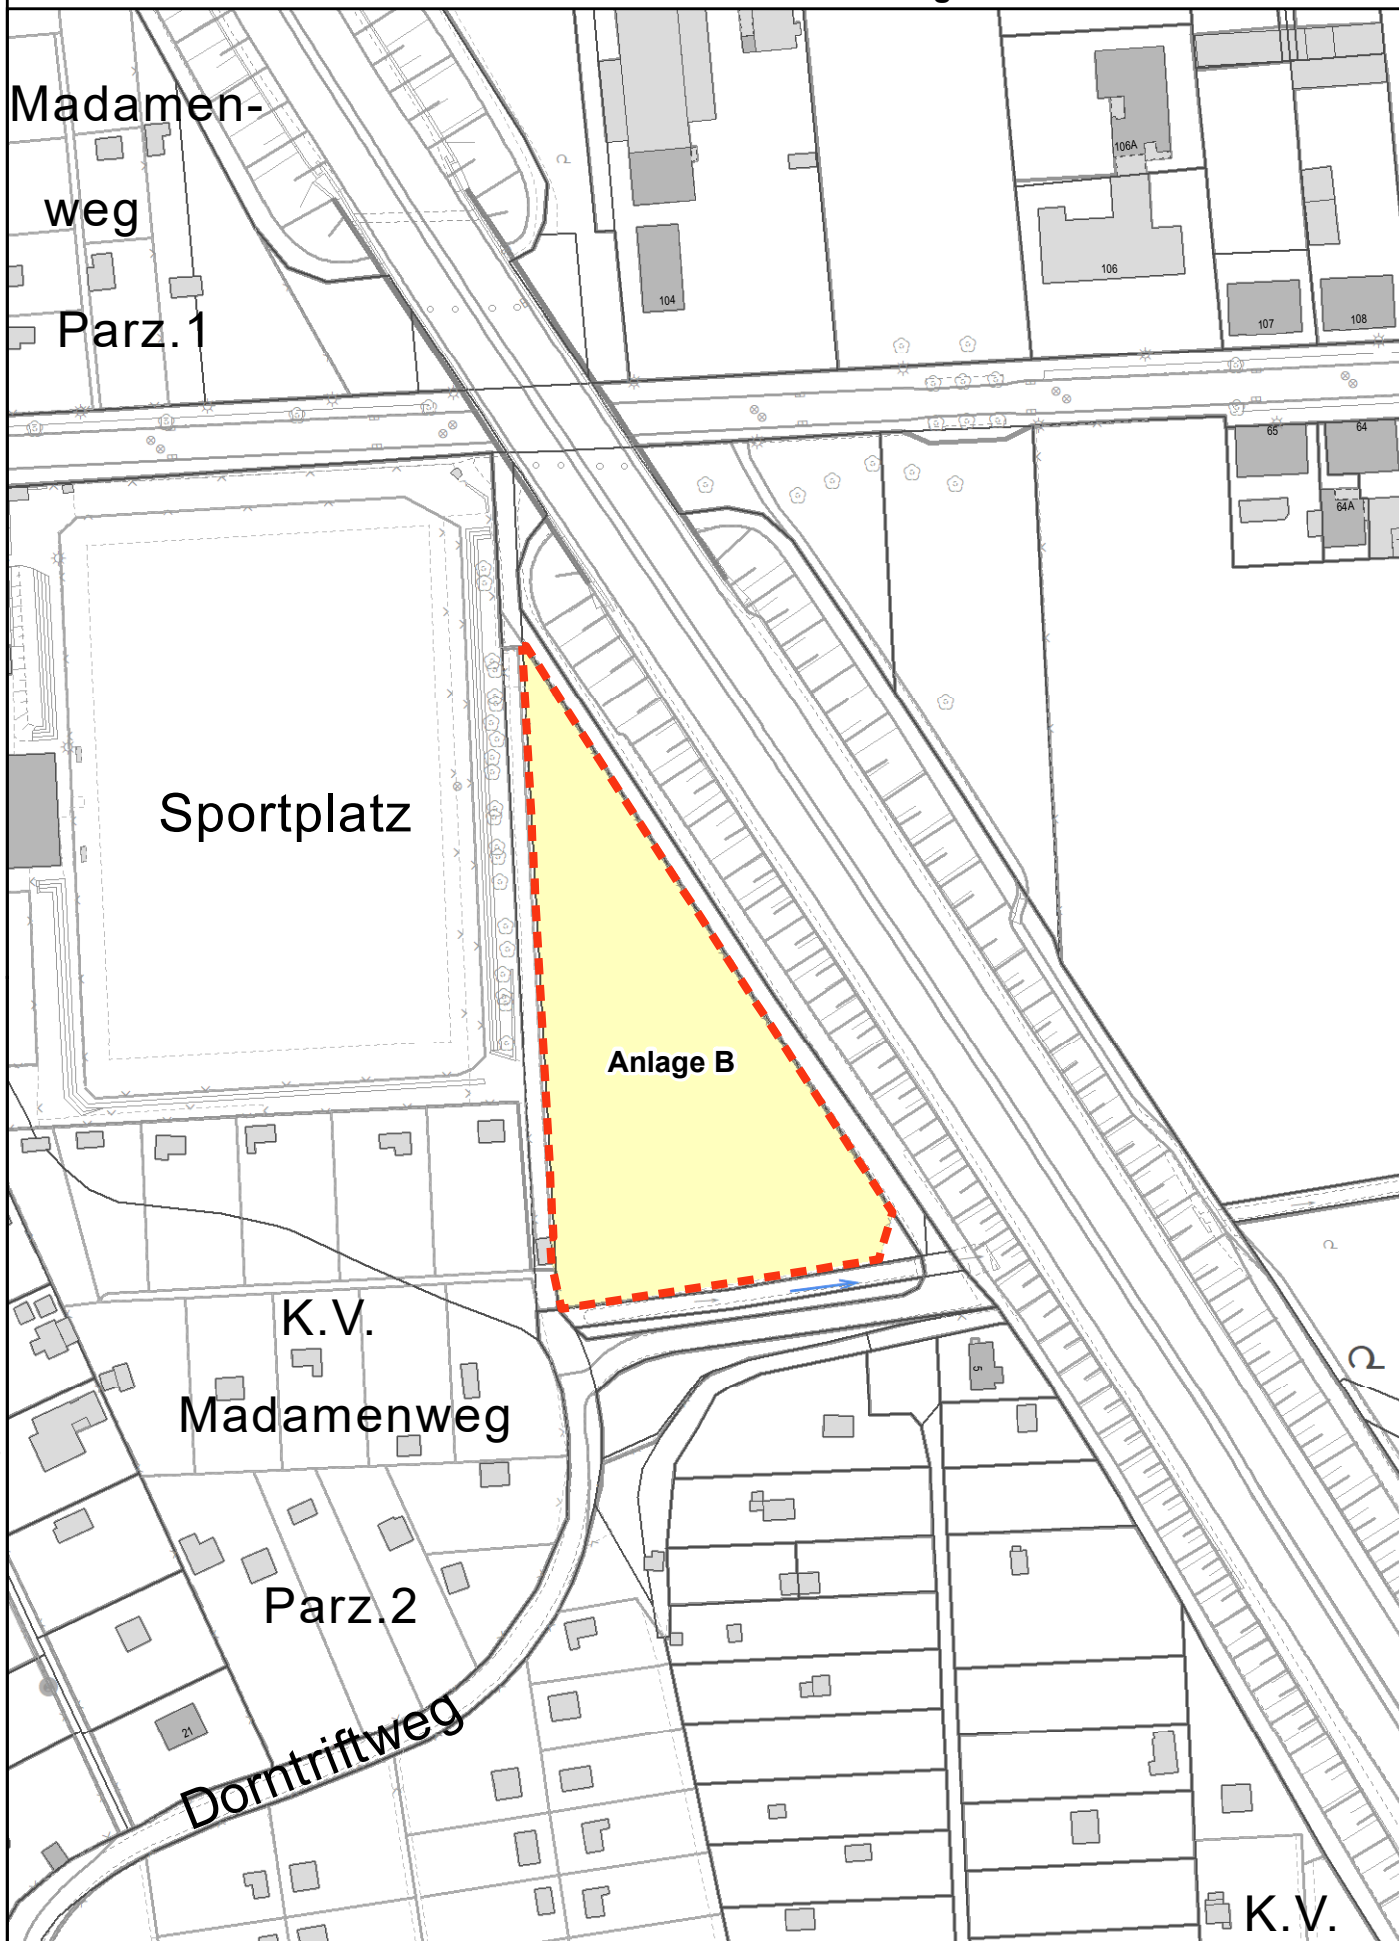 Madamen-
weg
Parz.1
106A
106
104
107
108
65
64
64A
Sportplatz
Anlage B
K.V.
Madamenweg
5
Parz.2
21
Dorntriftweg
K.V.